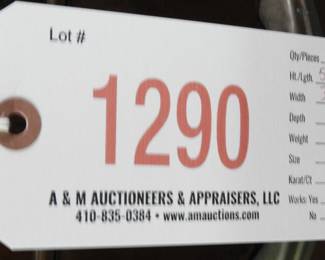 Lot #
1290
A & M AUCTIONEERS & APPRAISERS, LLC
410-835-0384 • www.amauctions.com
Qty/Pieces
Ht./Lgth
Width
Depth
Weight
Size
Karat/Ct
Works: Yes
No